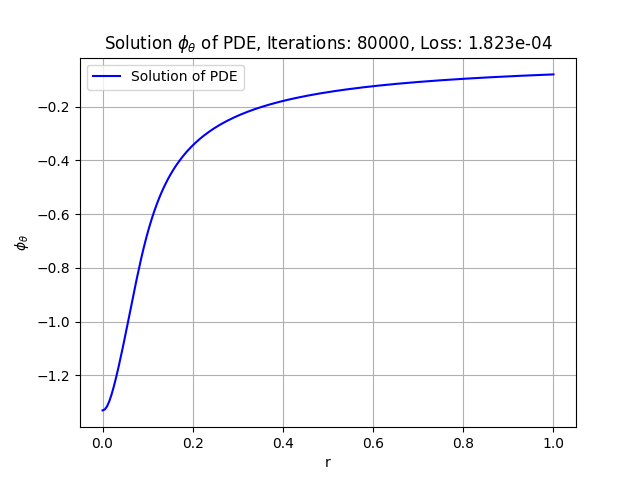 Solution ϕθ of PDE, Iterations: 80000, Loss: 1.823e-04
Solution of PDE
−0.2
−0.4
−0.6
−0.8
−1.0
−1.2
ϕθ
0.0 0.2 0.4 0.6 0.8 1.0
r